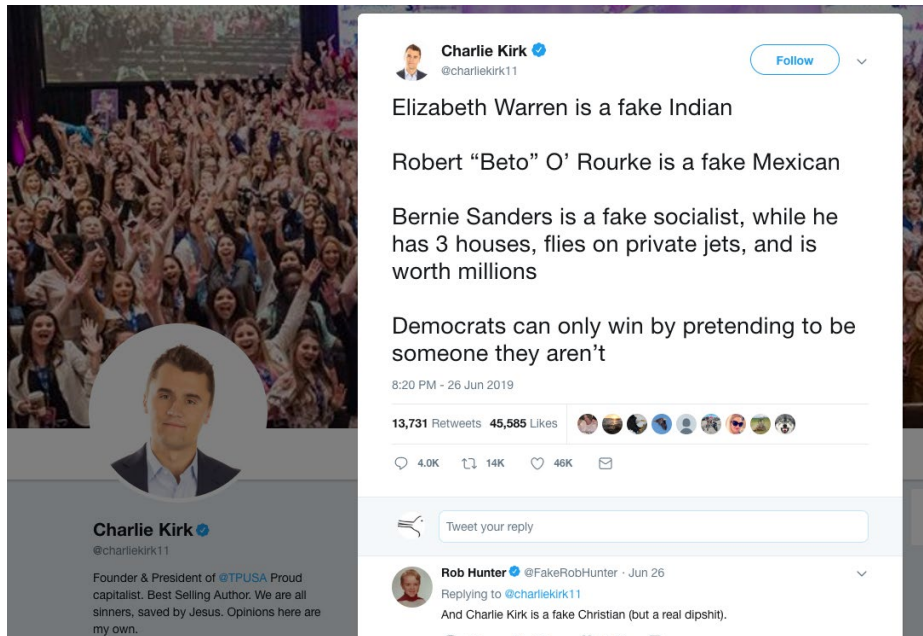 Charlie Kirk
@charliekirk11
Follow
Elizabeth Warren is a fake Indian
Robert “Beto” O’ Rourke is a fake Mexican
Bernie Sanders is a fake socialist, while he
has 3 houses, flies on private jets, and is
worth millions
Democrats can only win by pretending to be
someone they aren’t
8:20 PM - 26 Jun 2019
13,731 Retweets 45,585 Likes
4.0K 14K 46K
Tweet your reply
Rob Hunter @FakeRobHunter · Jun 26
Replying to @charliekirk11
And Charlie Kirk is a fake Christian (but a real dipshit).
Charlie Kirk
@charliekirk11
Founder & President of @TPUSA Proud
capitalist. Best Selling Author. We are all
sinners, saved by Jesus. Opinions here are
my own.